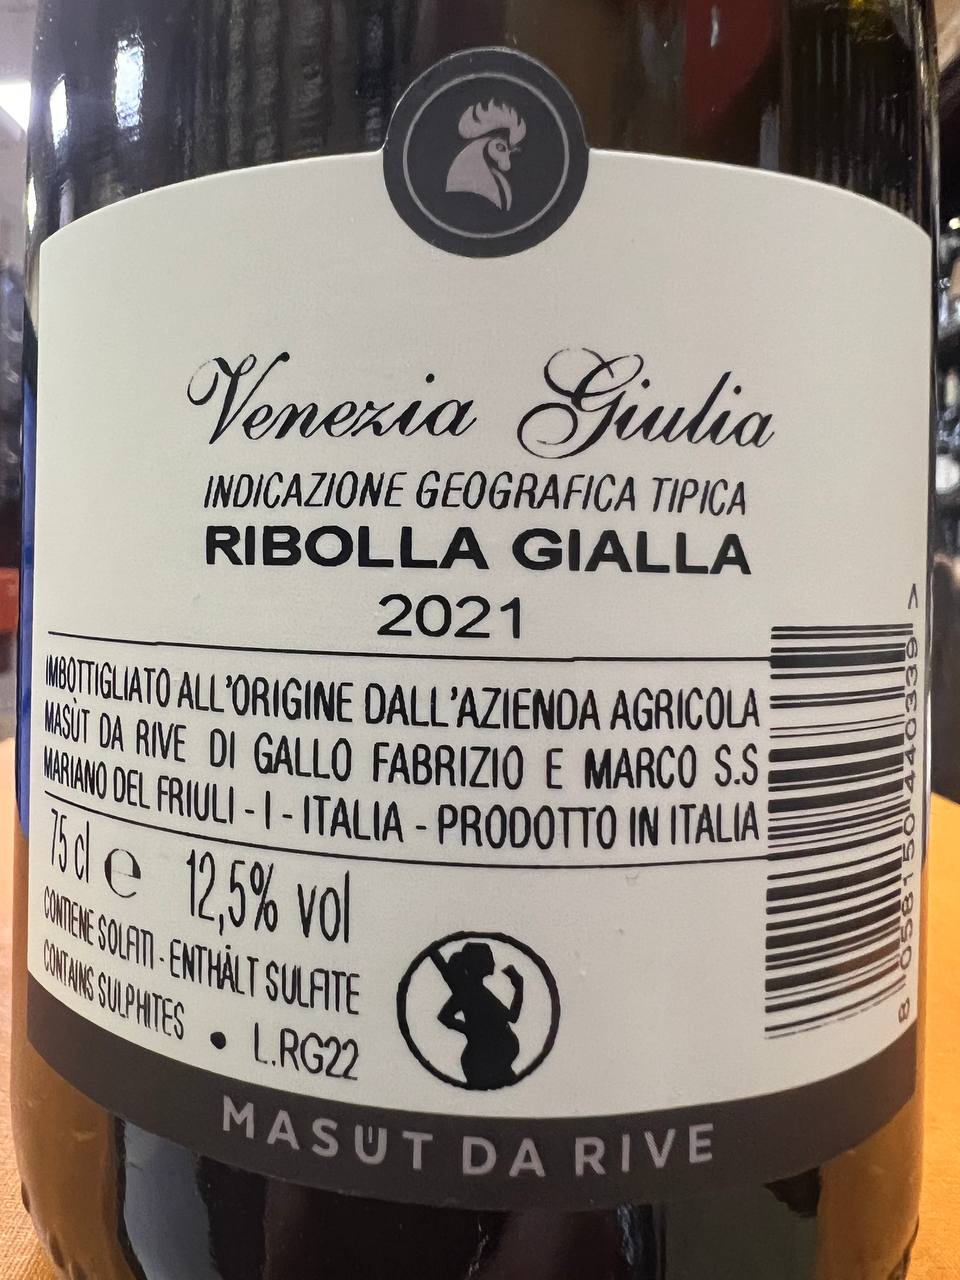 Venezia Giulia
INDICAZIONE GEOGRAFICA TIPICA
RIBOLLA GIALLA
2021
IMBOTTIGLIATO ALL'ORIGINE DALL'AZIENDA AGRICOLA
MASÙT DA RIVE DI GALLO FABRIZIO E MARCO S.S
MARIANO DEL FRIULI - I - ITALIA - PRODOTTO IN ITALIA
75 cl e 12,5% vol
CONTIENE SOLFITI - ENTHÀLT SULFITE
CONTAINS SULPHITES • L.RG22
8 058150 440339 >
MASÙT DA RIVE